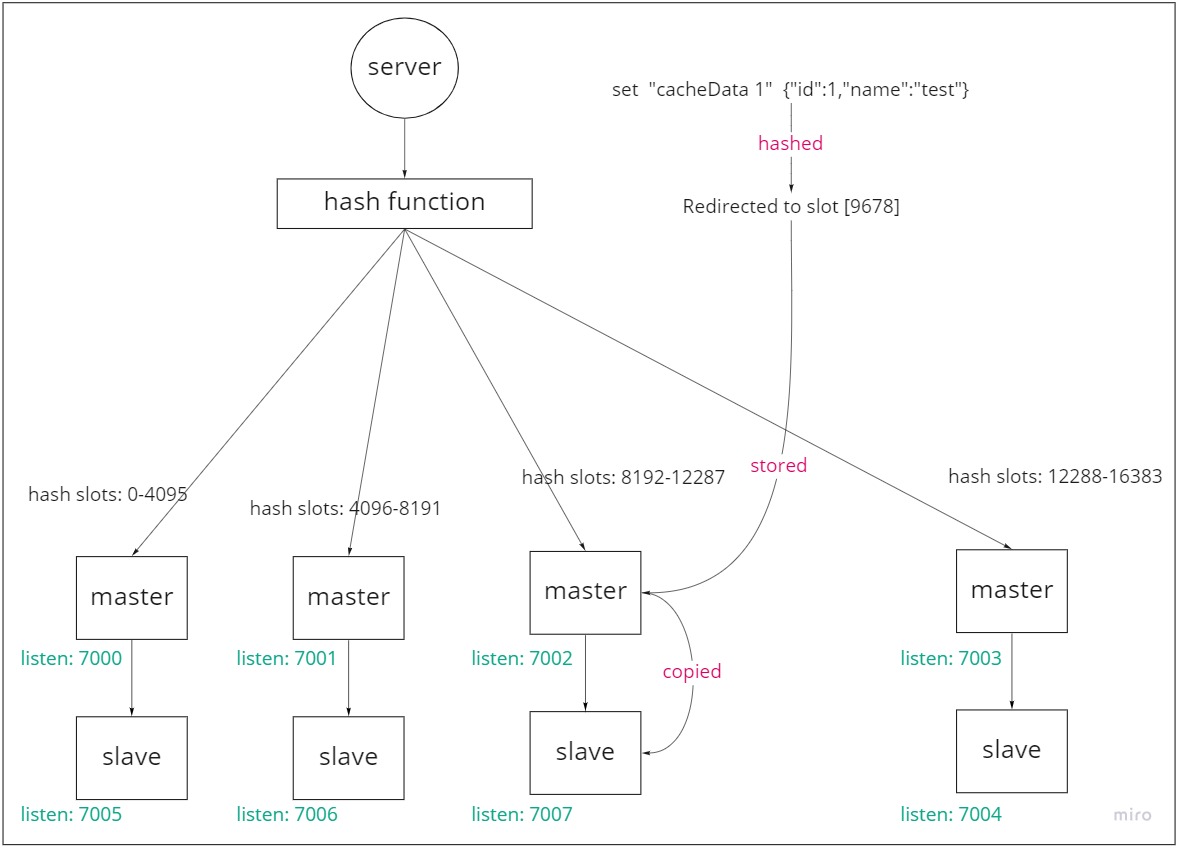 server
set "cacheData 1" {"id":1,"name":"test"}
hashed
hash function
Redirected to slot [9678]
hash slots: 0-4095
hash slots: 4096-8191
hash slots: 8192-12287
stored
hash slots: 12288-16383
master
master
master
master
listen: 7000
listen: 7001
listen: 7002
copied
listen: 7003
slave
slave
slave
slave
listen: 7005
listen: 7006
listen: 7007
listen: 7004
miro